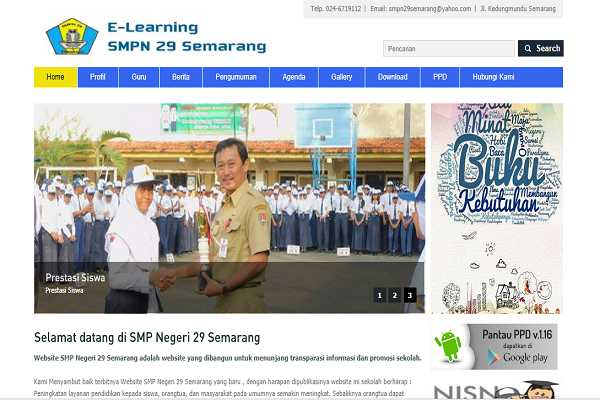 Telp. 024-6719112 | Email: smpn29semarang@yahoo.com | Jl. Kedungmundu Semarang
E-Learning
SMPN 29 Semarang
Pencarian
Search
Home
Profil
Guru
Berita
Pengumuman
Agenda
Gallery
Download
PPD
Hubungi Kami
Minat
Baca
Buku
Membangun
Kebutuhan
Prestasi Siswa
Prestasi Siswa
1 2 3
Selamat datang di SMP Negeri 29 Semarang
Website SMP Negeri 29 Semarang adalah website yang dibangun untuk menunjang transparasi informasi dan promosi sekolah.
Kami Menyambut baik terbitnya Website SMP Negeri 29 Semarang yang baru , dengan harapan dipublikasinya website ini sekolah berharap :
Peningkatan layanan pendidikan kepada siswa, orangtua, dan masyarakat pada umumnya semakin meningkat. Sebaliknya orangtua dapat
Pantau PPD v.1.16
dapatkan di
Google play
NISN